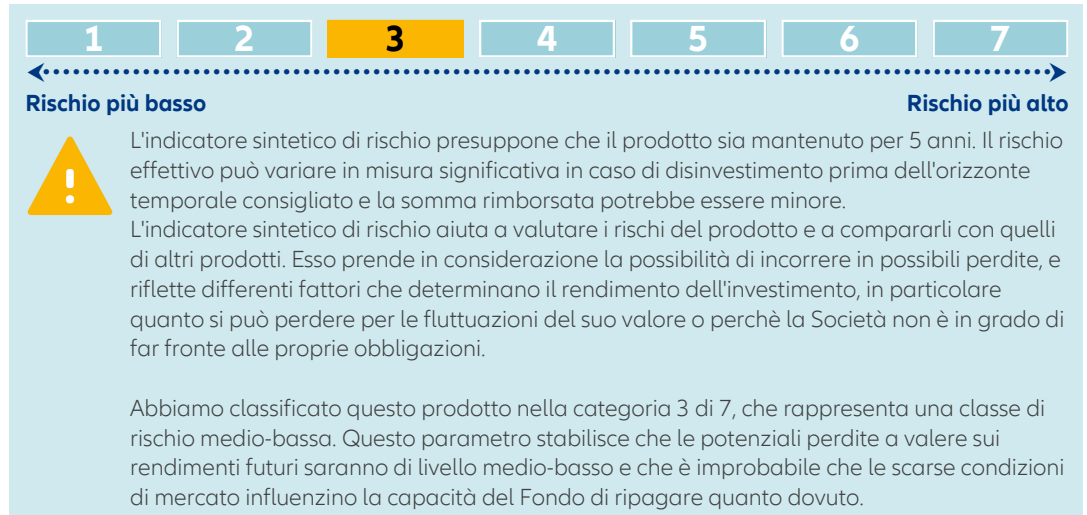 1 2 3 4 5 6 7
Rischio più basso Rischio più alto
L'indicatore sintetico di rischio presuppone che il prodotto sia mantenuto per 5 anni. Il rischio
effettivo può variare in misura significativa in caso di disinvestimento prima dell'orizzonte
temporale consigliato e la somma rimborsata potrebbe essere minore.
L'indicatore sintetico di rischio aiuta a valutare i rischi del prodotto e a compararli con quelli
di altri prodotti. Esso prende in considerazione la possibilità di incorrere in possibili perdite, e
riflette differenti fattori che determinano il rendimento dell'investimento, in particolare
quanto si può perdere per le fluttuazioni del suo valore o perchè la Società non è in grado di
far fronte alle proprie obbligazioni.
Abbiamo classificato questo prodotto nella categoria 3 di 7, che rappresenta una classe di
rischio medio-bassa. Questo parametro stabilisce che le potenziali perdite a valere sui
rendimenti futuri saranno di livello medio-basso e che è improbabile che le scarse condizioni
di mercato influenzino la capacità del Fondo di ripagare quanto dovuto.